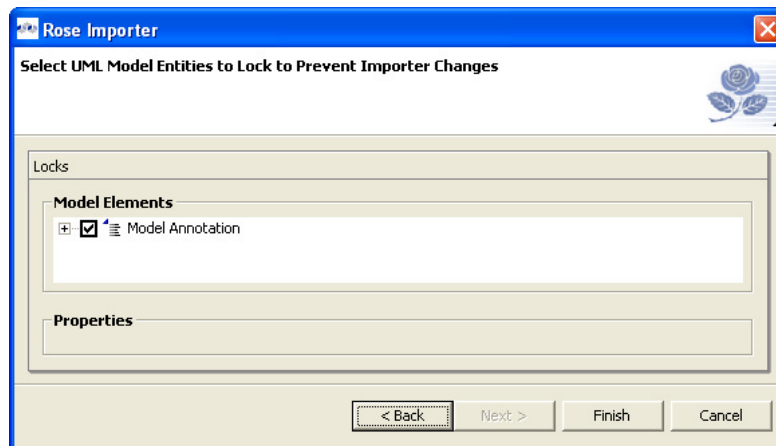 Rose Importer
Select UML Model Entities to Lock to Prevent Importer Changes
Locks
Model Elements
Model Annotation
Properties
< Back
Next >
Finish
Cancel